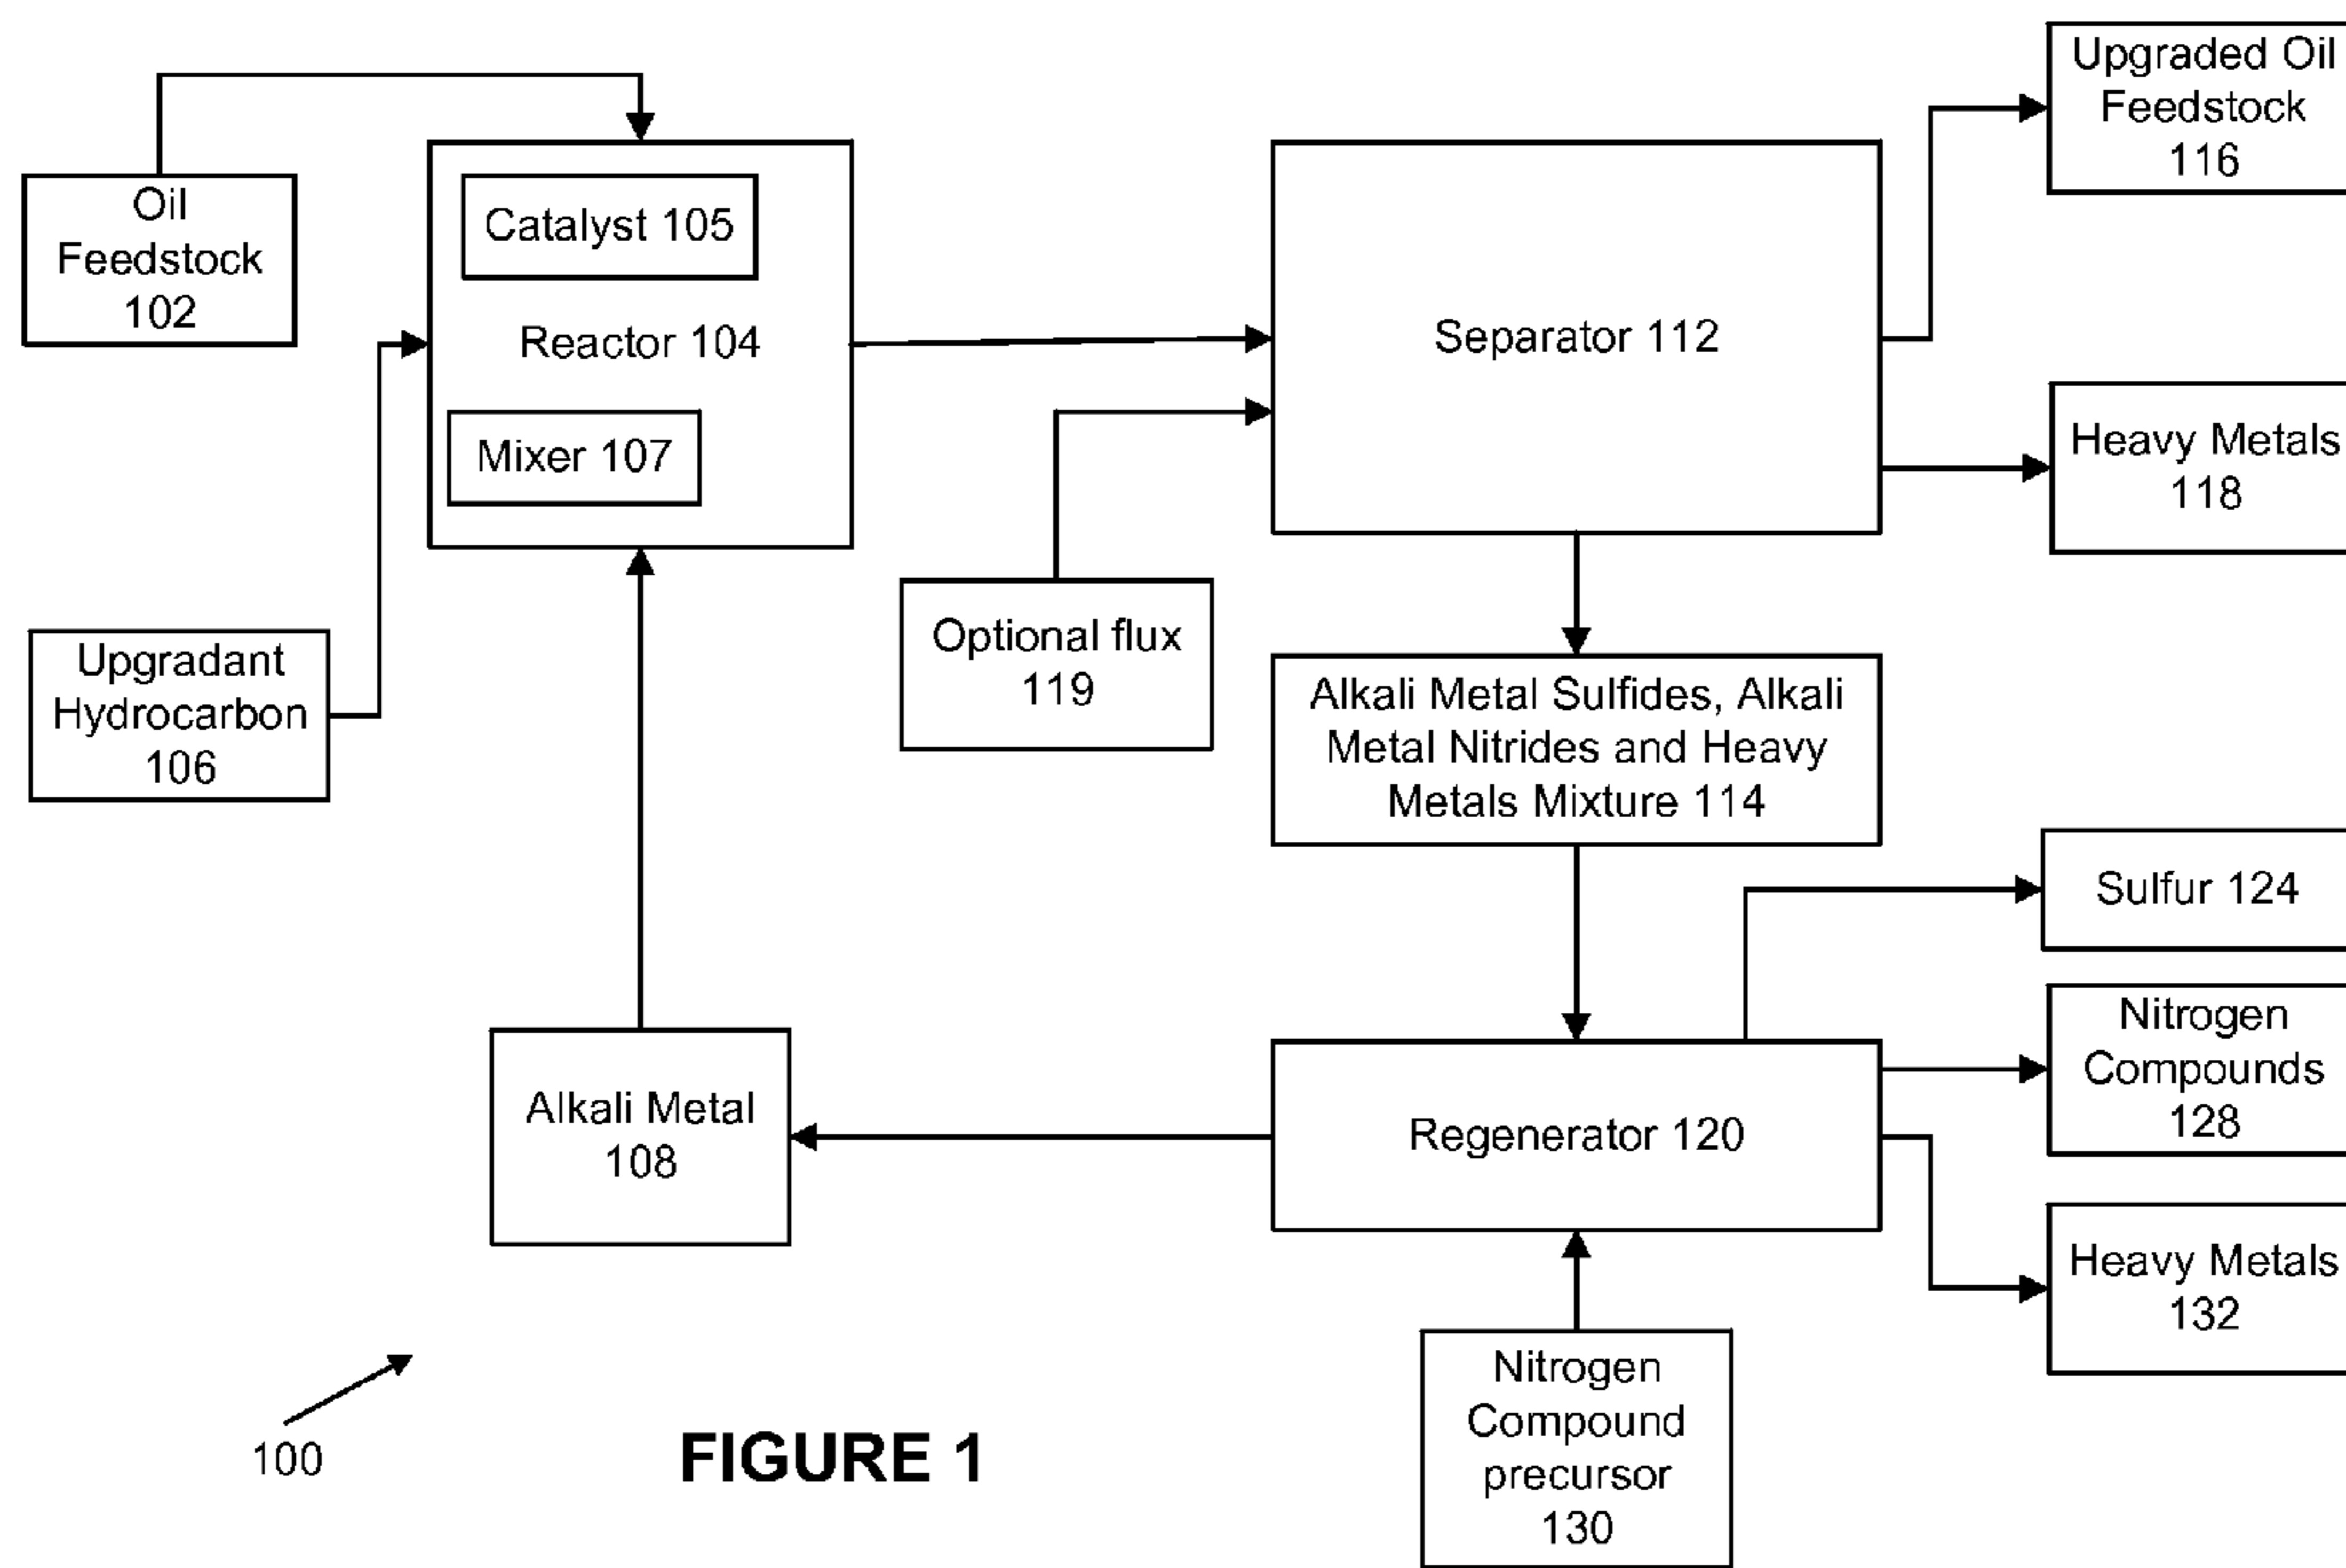 Upgraded Oil
Feedstock
116
Oil
Feedstock
102
Catalyst 105
Reactor 104
Mixer 107
Separator 112
Heavy Metals
118
Upgradant
Hydrocarbon
106
Optional flux
119
Alkali Metal Sulfides, Alkali
Metal Nitrides and Heavy
Metals Mixture 114
Sulfur 124
Nitrogen
Compounds
128
Alkali Metal
108
Regenerator 120
Heavy Metals
132
Nitrogen
Compound
precursor
130
100
FIGURE 1